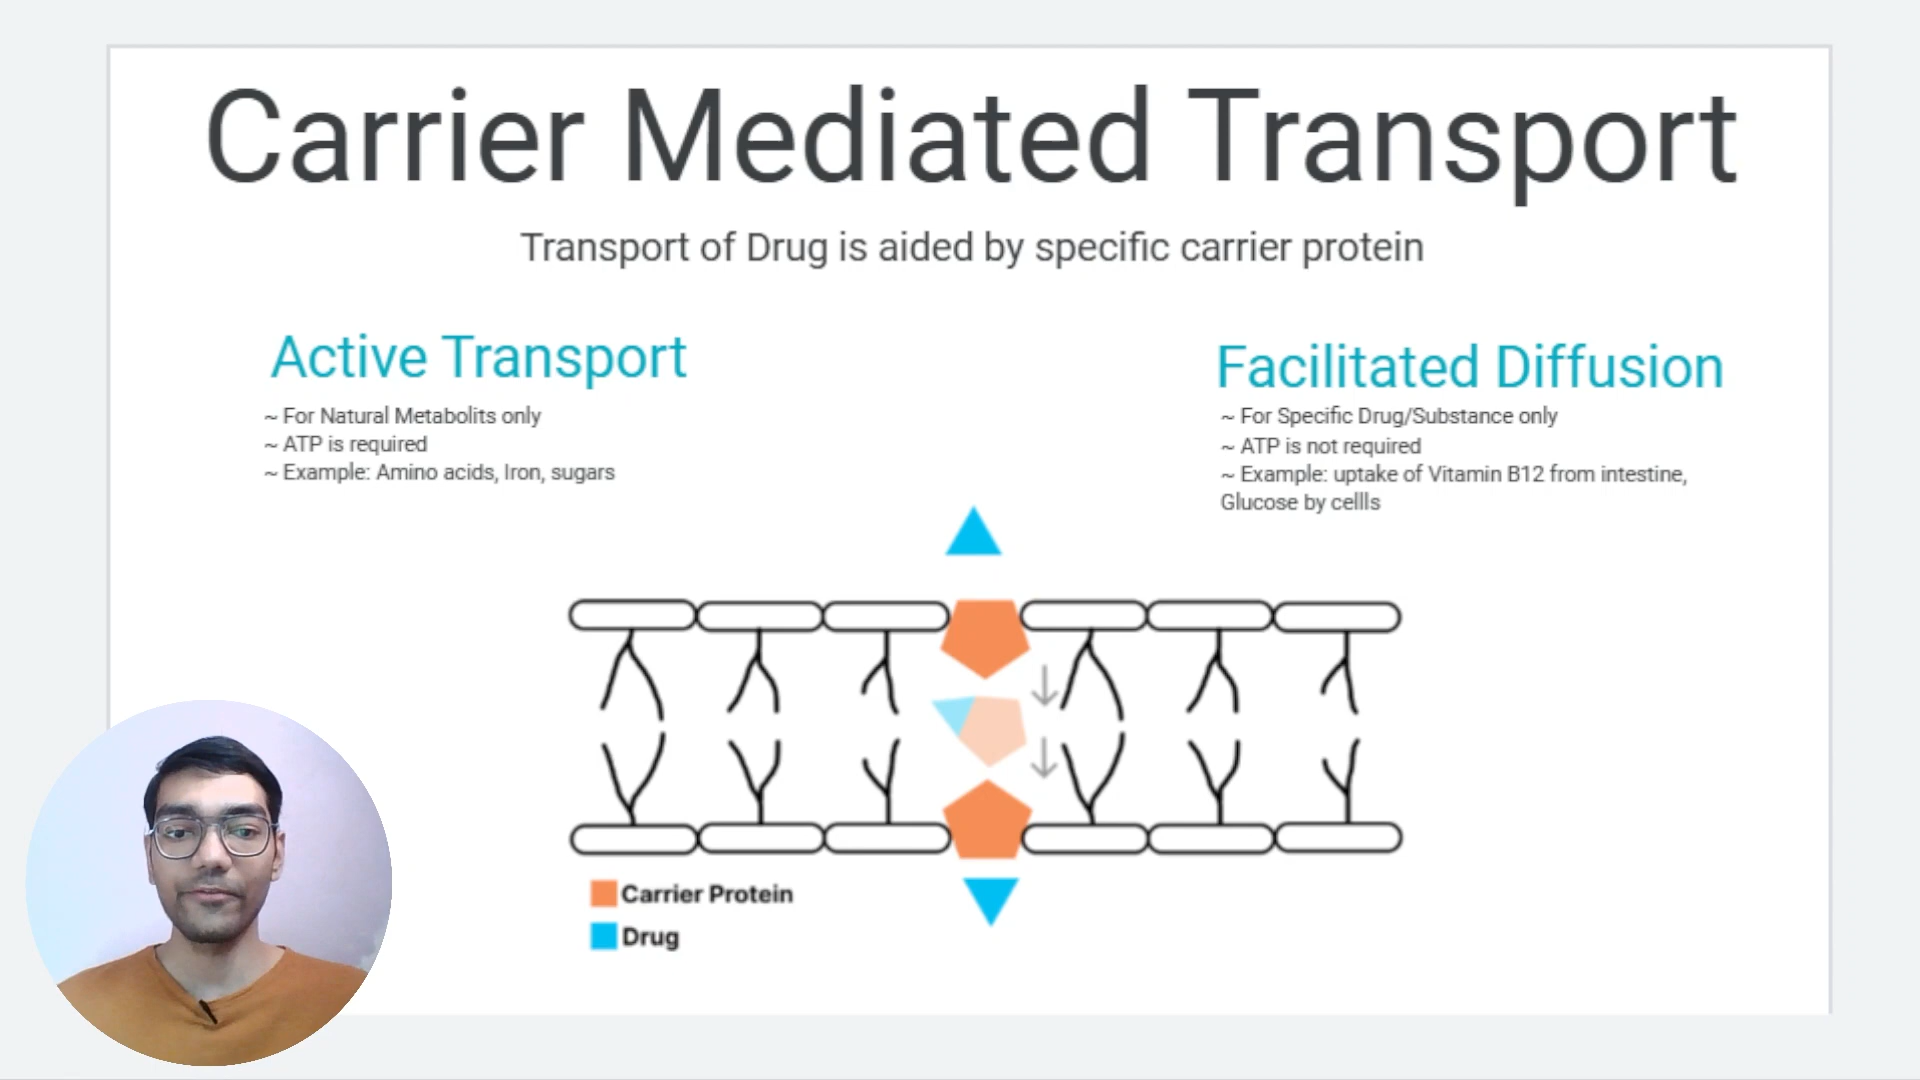 Carrier Mediated Transport
Transport of Drug is aided by specific carrier protein
Active Transport
~ For Natural Metabolits only
~ ATP is required
~ Example: Amino acids, Iron, sugars
Facilitated Diffusion
~ For Specific Drug/Substance only
~ ATP is not required
~ Example: uptake of Vitamin B12 from intestine,
Glucose by cellls
Carrier Protein
Drug